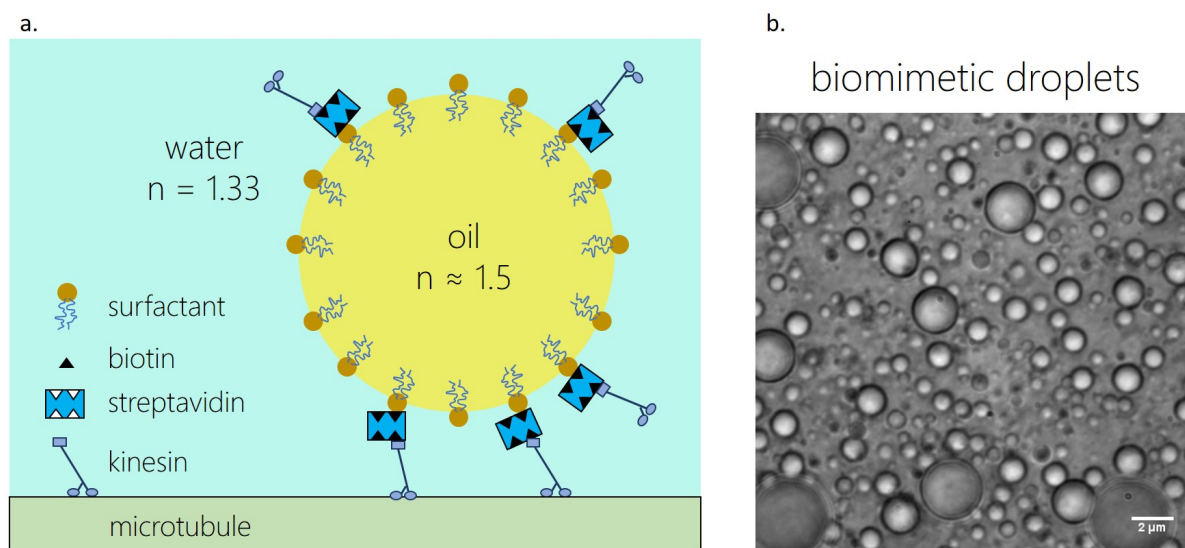 a.
water
n = 1.33
oil
n ≈ 1.5
surfactant
biotin
streptavidin
kinesin
microtubule
b.
biomimetic droplets
2 µm